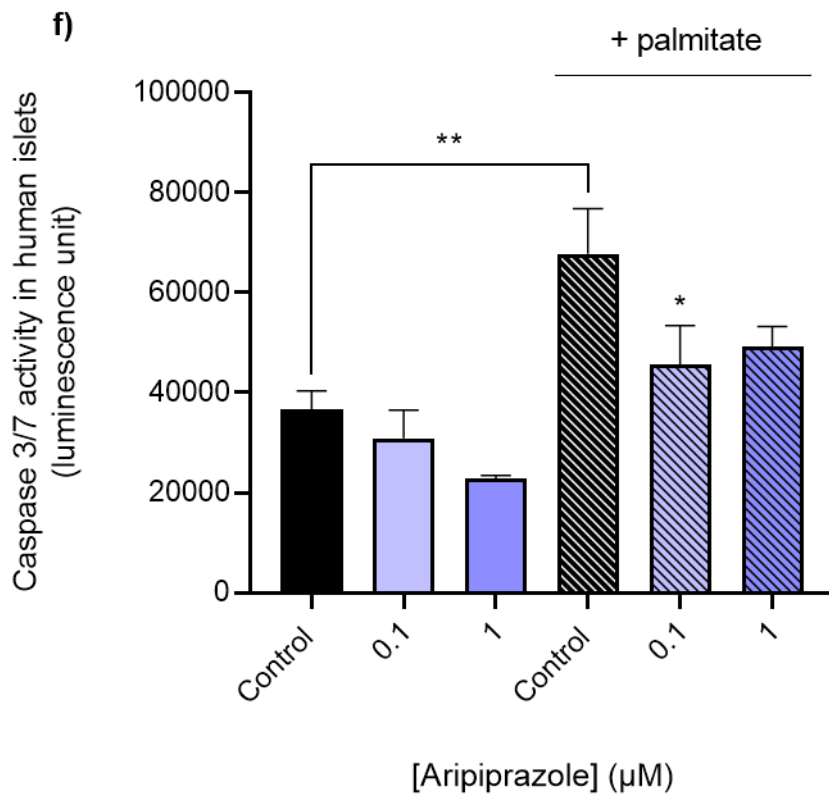 f)
+ palmitate
Caspase 3/7 activity in human islets
(luminescence unit)
100000
80000
60000
40000
20000
0
**
*
Control
0.1
1
Control
0.1
1
[Aripiprazole] (μM)